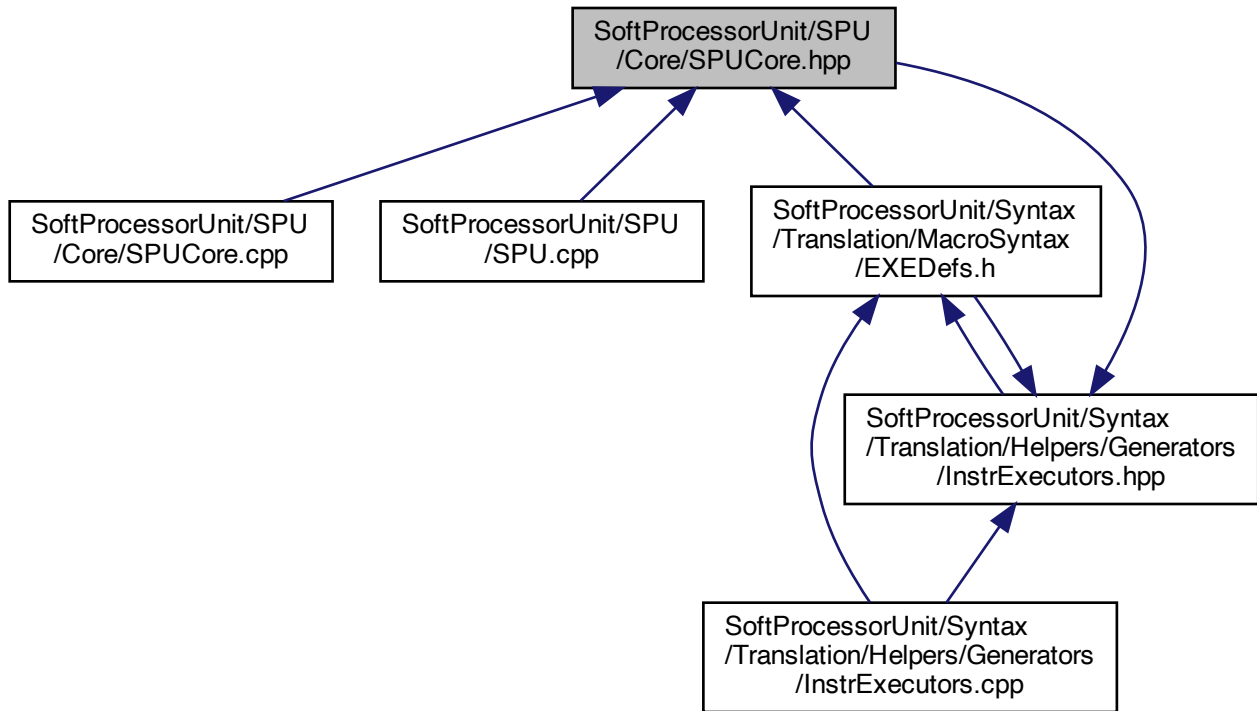 SoftProcessorUnit/SPU
/Core/SPUCore.hpp
SoftProcessorUnit/SPU
/Core/SPUCore.cpp
SoftProcessorUnit/SPU
/SPU.cpp
SoftProcessorUnit/Syntax
/Translation/MacroSyntax
/EXEDefs.h
SoftProcessorUnit/Syntax
/Translation/Helpers/Generators
/InstrExecutors.hpp
SoftProcessorUnit/Syntax
/Translation/Helpers/Generators
/InstrExecutors.cpp